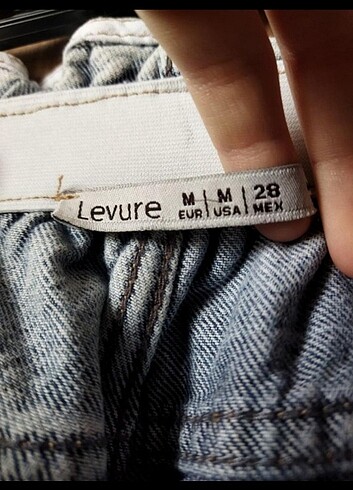 Levure M | M | 28
EUR | USA | MEX